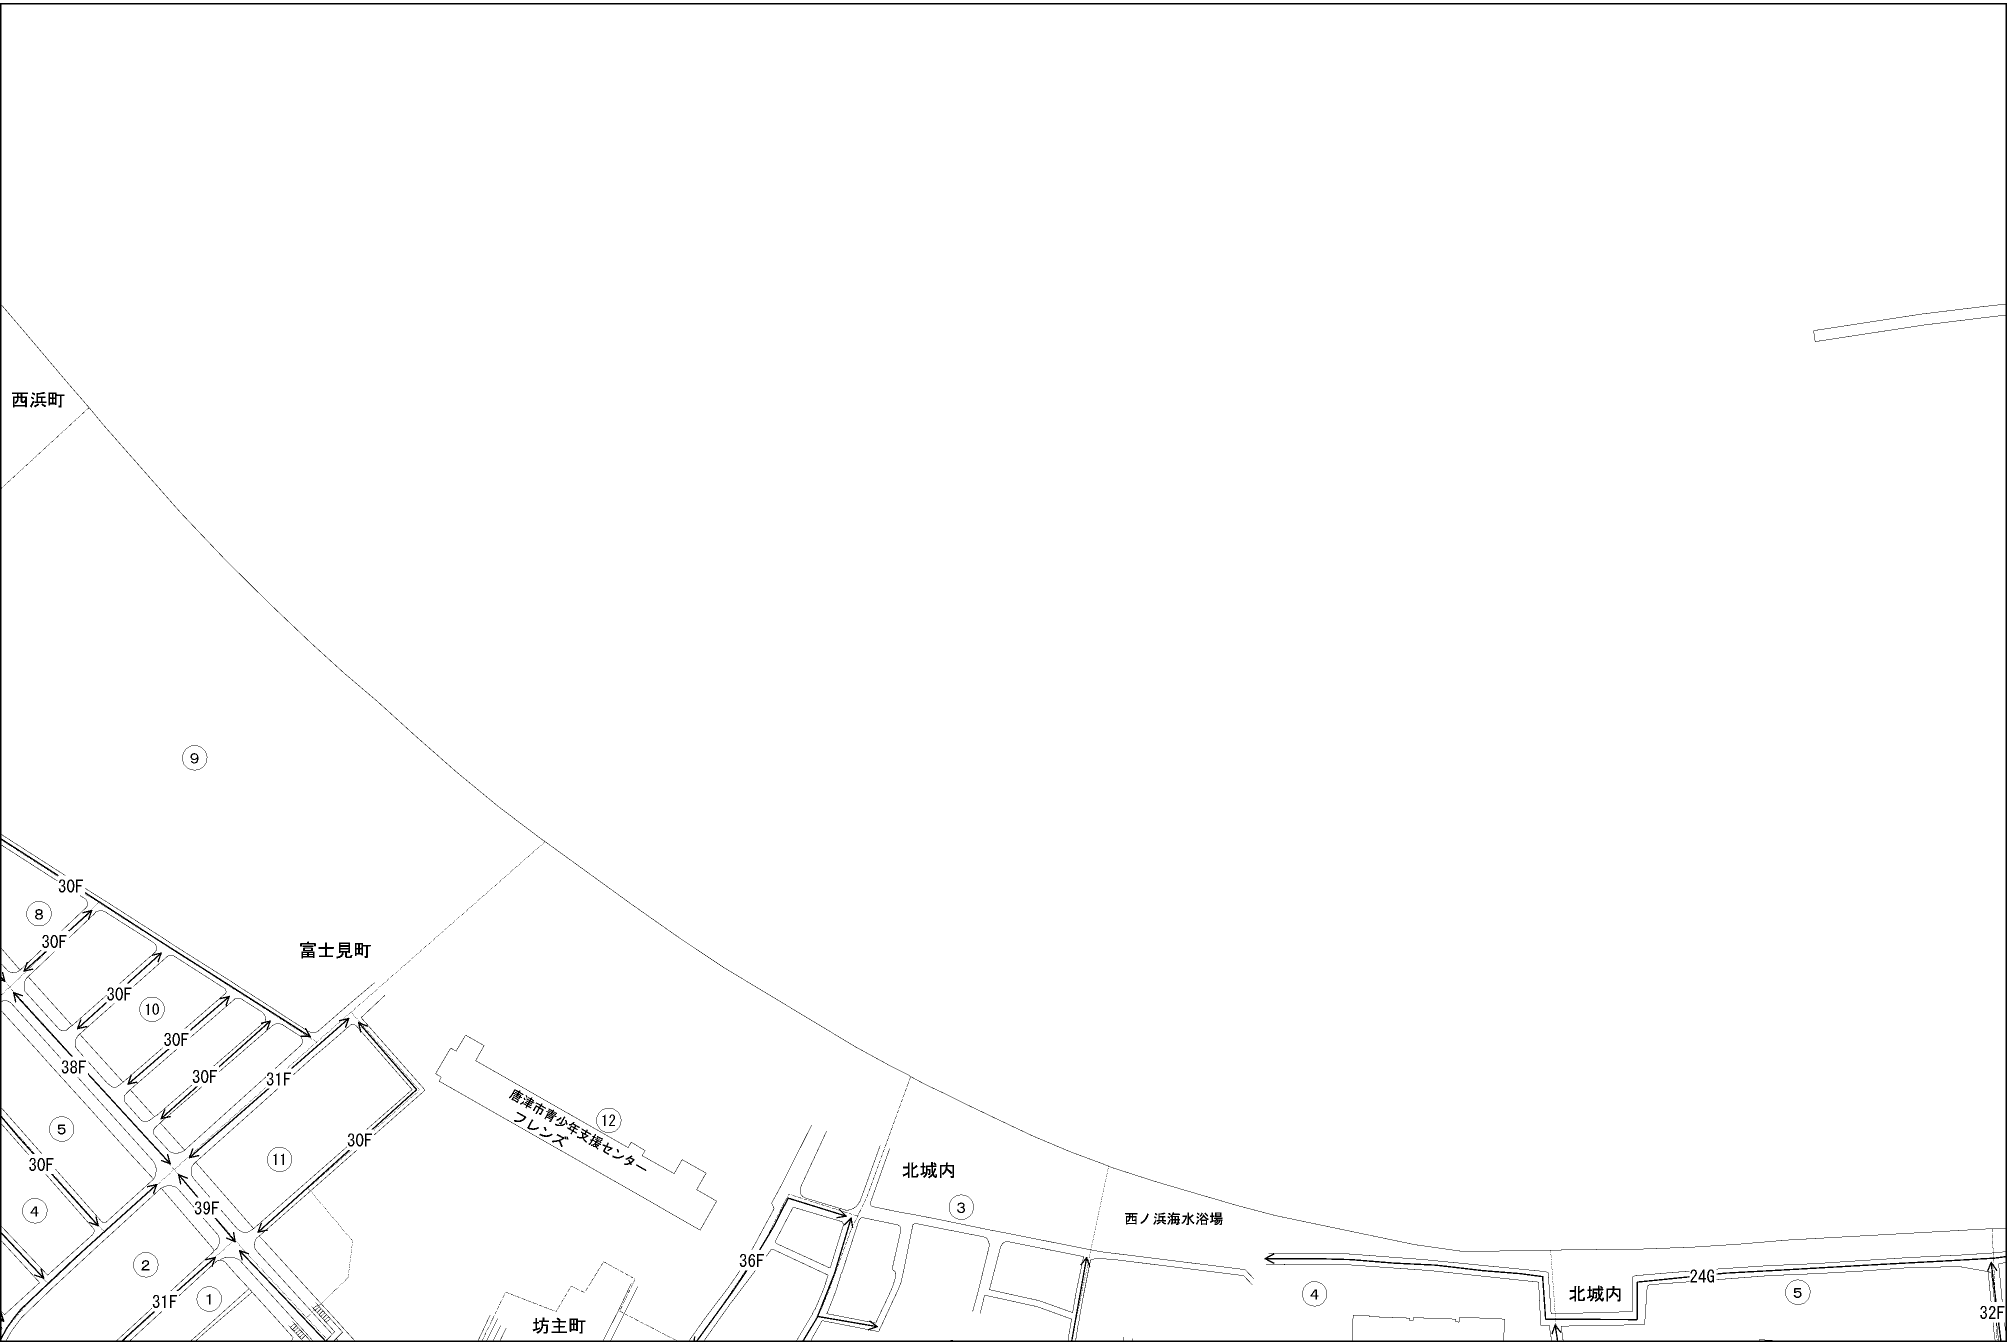 西浜町
⑨
30F
⑧
30F
富士見町
30F
⑩
30F
38F
30F
31F
唐津市青少年支援センター
フレンズ
⑫
⑤
30F
30F
⑪
北城内
39F
③
④
西ノ浜海水浴場
36F
②
24G
④
北城内
⑤
31F
①
坊主町
32F